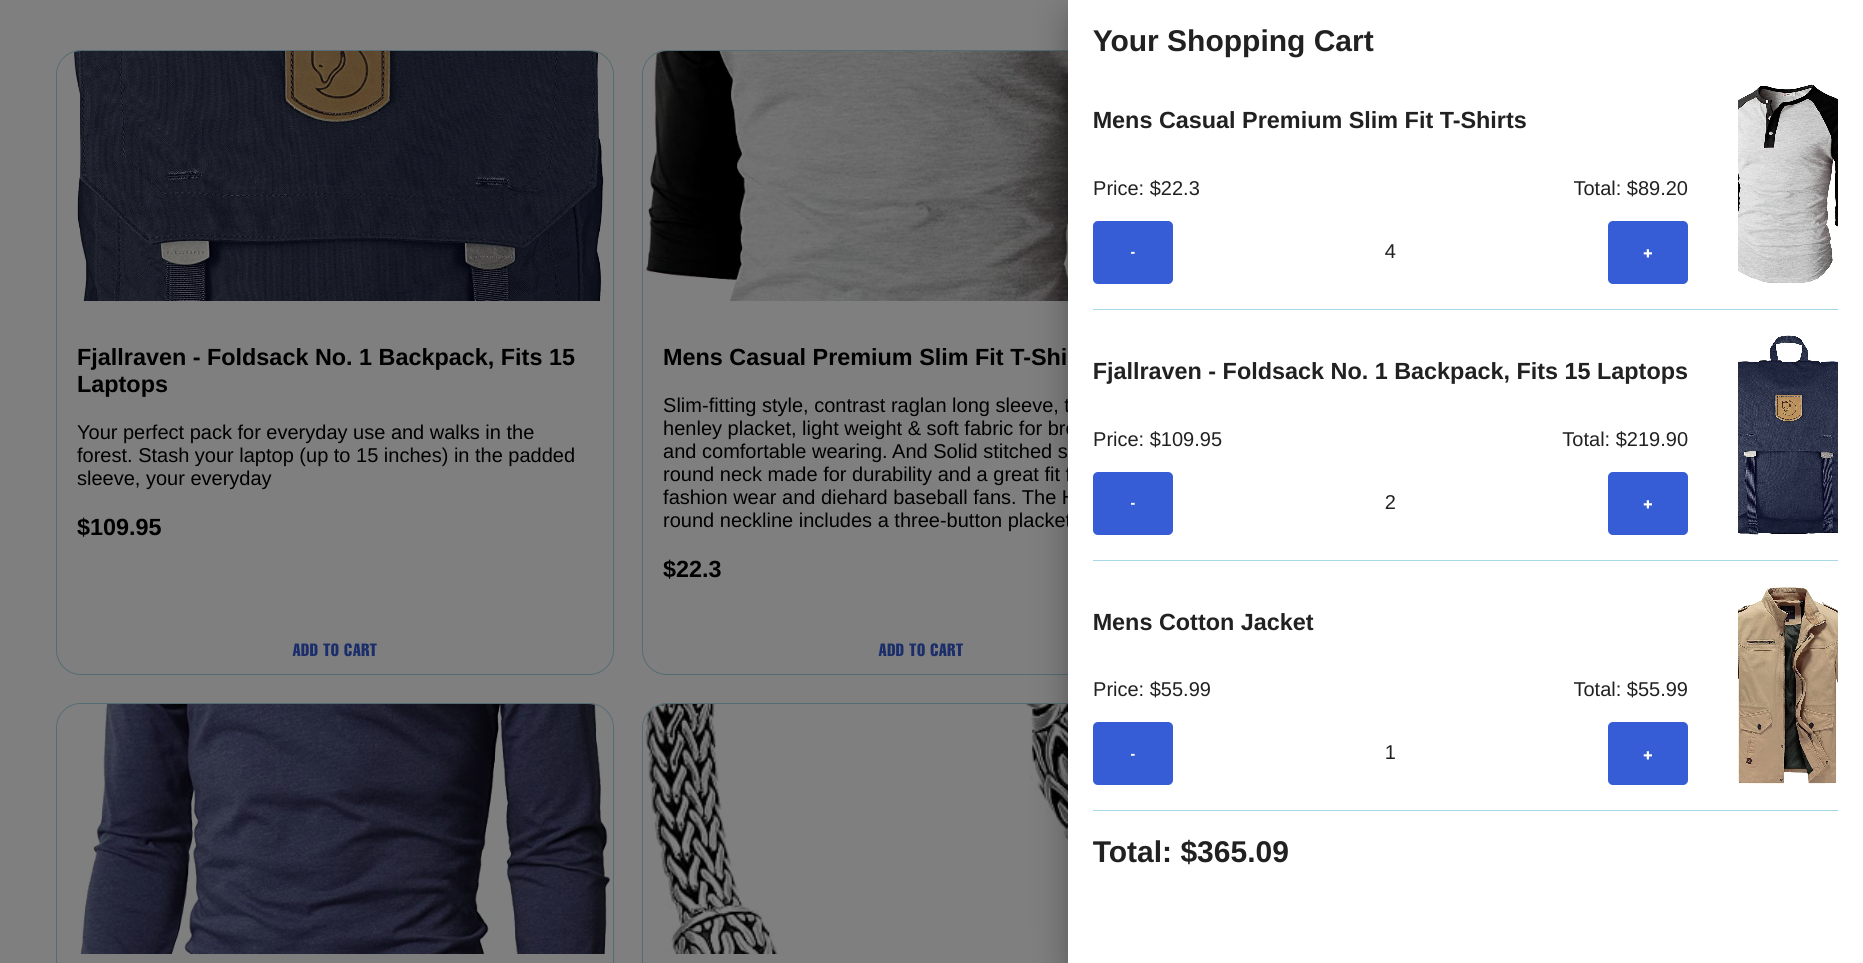 Fjallraven - Foldsack No. 1 Backpack, Fits 15
Laptops
Your perfect pack for everyday use and walks in the
forest. Stash your laptop (up to 15 inches) in the padded
sleeve, your everyday
$109.95
ADD TO CART
Mens Casual Premium Slim Fit
Slim-fitting style, contrast raglan long sleeve,
henley placket, light weight & soft fabric for
and comfortable wearing. And Solid stitched
round neck made for durability and a great fit
fashion wear and diehard baseball fans. The
round neckline includes a three-button placket
$22.3
ADD TO CART
Your Shopping Cart
Mens Casual Premium Slim Fit T-Shirts
Price: $22.3
Total: $89.20
-
4
+
Fjallraven - Foldsack No. 1 Backpack, Fits 15 Laptops
Price: $109.95
Total: $219.90
-
2
+
Mens Cotton Jacket
Price: $55.99
Total: $55.99
-
1
+
Total: $365.09